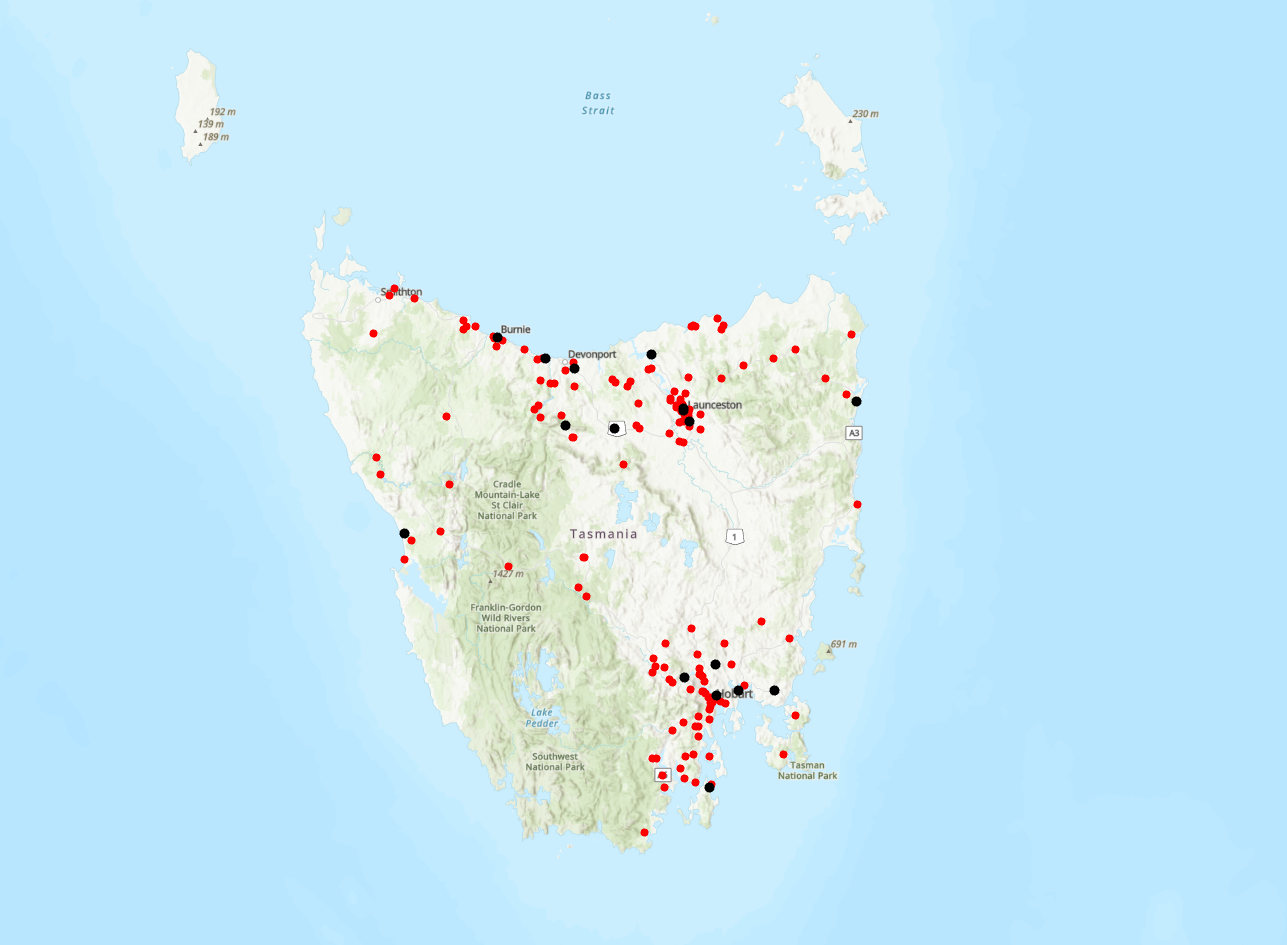 Bass
Strait
192 m
139 m
189 m
230 m
Smithton
Burnie
Devonport
Launceston
A3
Cradle
Mountain-Lake
St Clair
National Park
Tasmania
1
1427 m
Franklin-Gordon
Wild Rivers
National Park
691 m
Hobart
Lake
Pedder
Southwest
National Park
Tasman
National Park